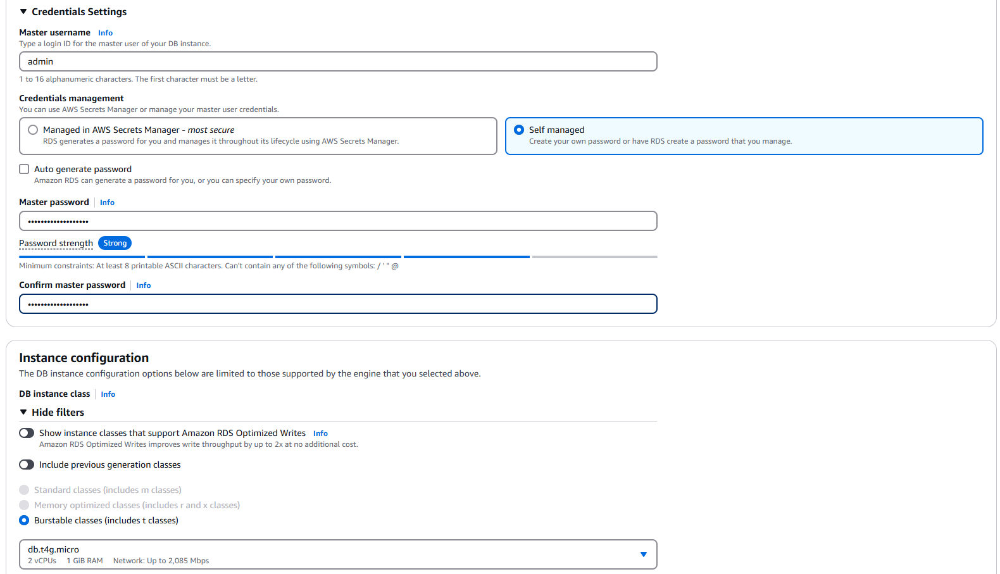 Credentials Settings
Master username Info
Type a login ID for the master user of your DB instance.
admin
1 to 16 alphanumeric characters. The first character must be a letter.
Credentials management
You can use AWS Secrets Manager or manage your master user credentials.
Managed in AWS Secrets Manager - most secure
RDS generates a password for you and manages it throughout its lifecycle using AWS Secrets Manager.
Self managed
Create your own password or have RDS create a password that you manage.
Auto generate password
Amazon RDS can generate a password for you, or you can specify your own password.
Master password Info
•••••••••••••••••••
Password strength Strong
Minimum constraints: At least 8 printable ASCII characters. Can't contain any of the following symbols: / ' " @
Confirm master password Info
•••••••••••••••••••
Instance configuration
The DB instance configuration options below are limited to those supported by the engine that you selected above.
DB instance class Info
Hide filters
Show instance classes that support Amazon RDS Optimized Writes Info
Amazon RDS Optimized Writes improves write throughput by up to 2x at no additional cost.
Include previous generation classes
Standard classes (includes m classes)
Memory optimized classes (includes r and x classes)
Burstable classes (includes t classes)
db.t4g.micro
2 vCPUs 1 GiB RAM Network: Up to 2,085 Mbps